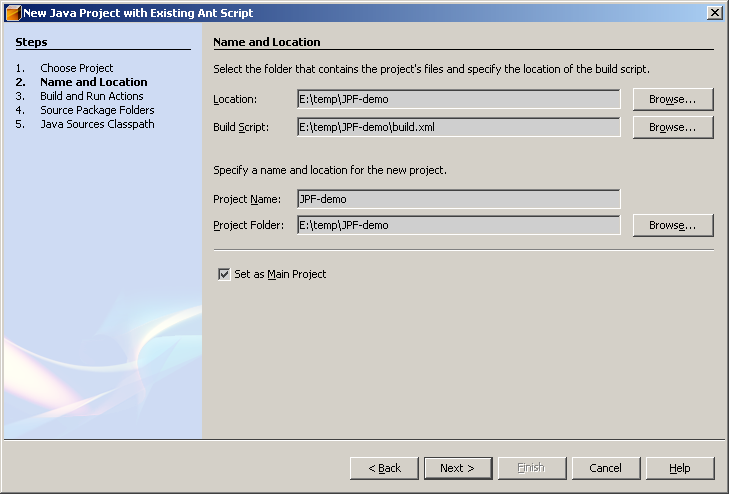 New Java Project with Existing Ant Script
Steps
1. Choose Project
2. Name and Location
3. Build and Run Actions
4. Source Package Folders
5. Java Sources Classpath
Name and Location
Select the folder that contains the project's files and specify the location of the build script.
Location: E:\temp\JPF-demo Browse...
Build Script: E:\temp\JPF-demo\build.xml Browse...
Specify a name and location for the new project.
Project Name: JPF-demo
Project Folder: E:\temp\JPF-demo Browse...
Set as Main Project
< Back Next > Finish Cancel Help